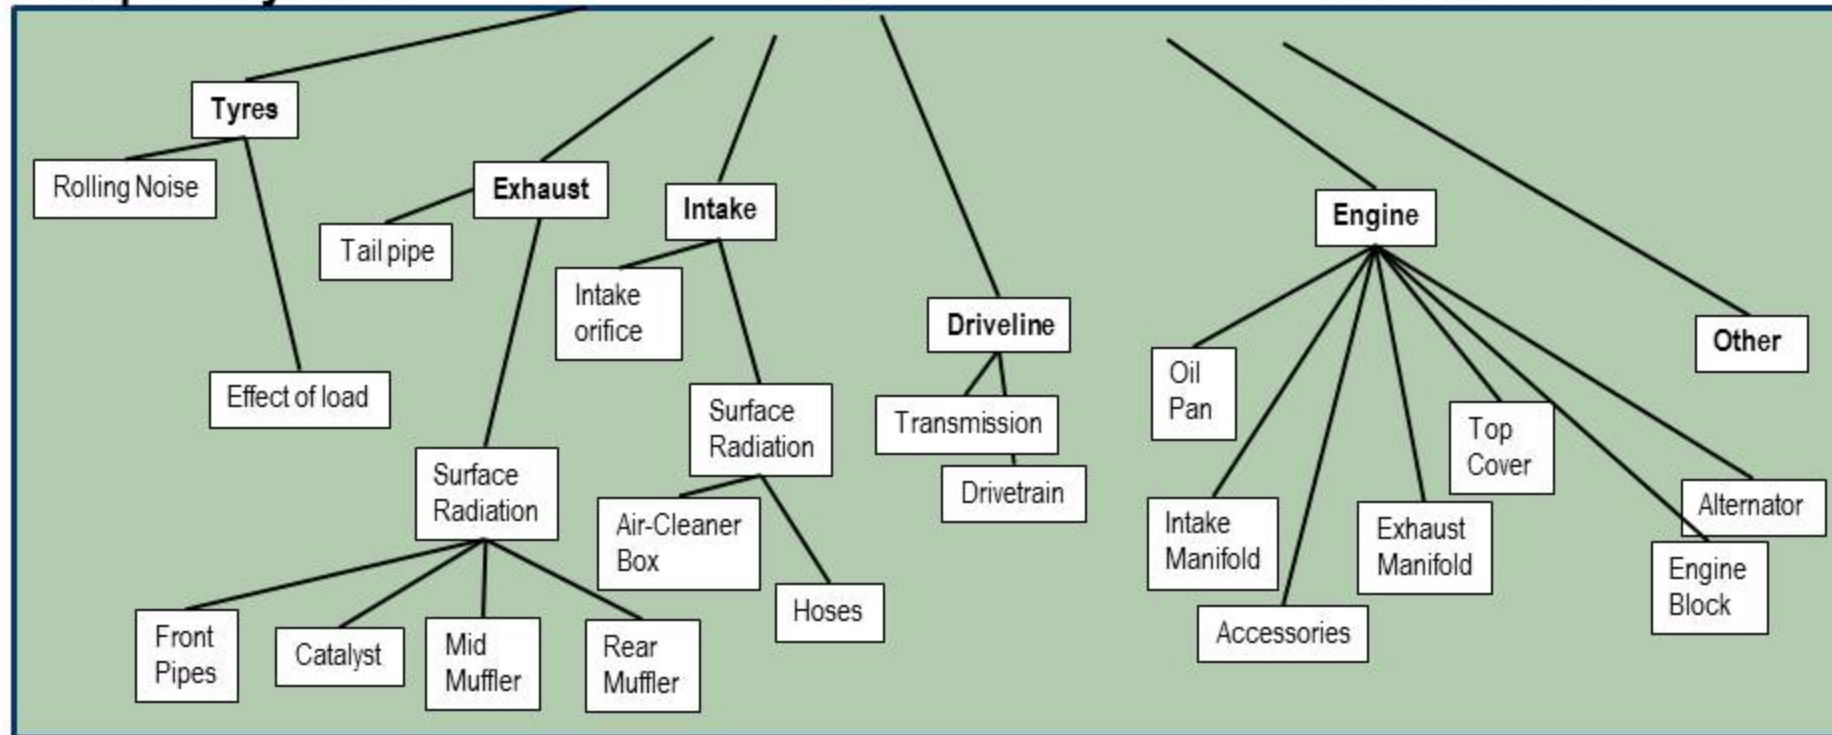 Tyres
Rolling Noise
Exhaust
Intake
Engine
Tail pipe
Intake
orifice
Driveline
Other
Oil
Pan
Effect of load
Surface
Radiation
Transmission
Top
Cover
Surface
Radiation
Drivetrain
Alternator
Air-Cleaner
Box
Intake
Manifold
Exhaust
Manifold
Engine
Block
Hoses
Accessories
Front
Pipes
Catalyst
Mid
Muffler
Rear
Muffler